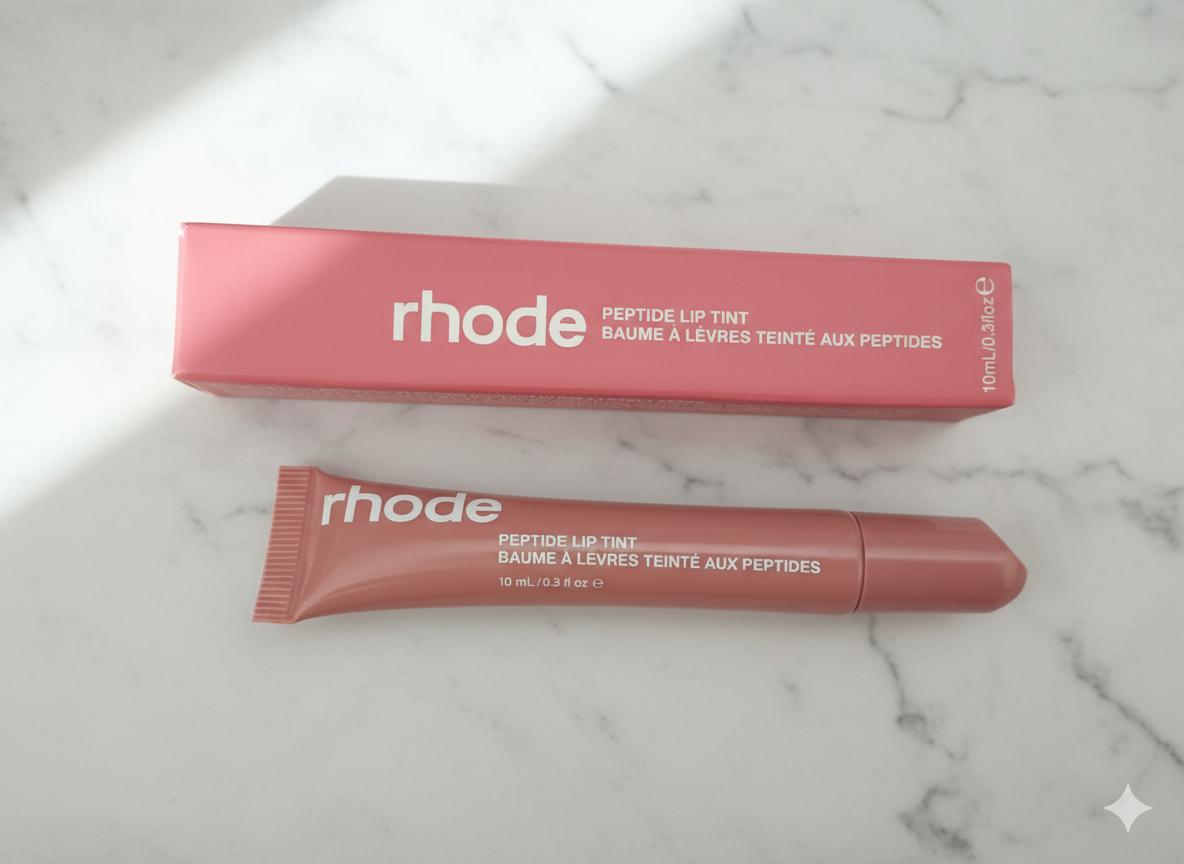 rhode
PEPTIDE LIP TINT
BAUME À LÈVRES TEINTÉ AUX PEPTIDES
10mL/0.3floz℮
rhode
PEPTIDE LIP TINT
BAUME À LEVRES TEINTÉ AUX PEPTIDES
10 mL / 0.3 fl oz ℮